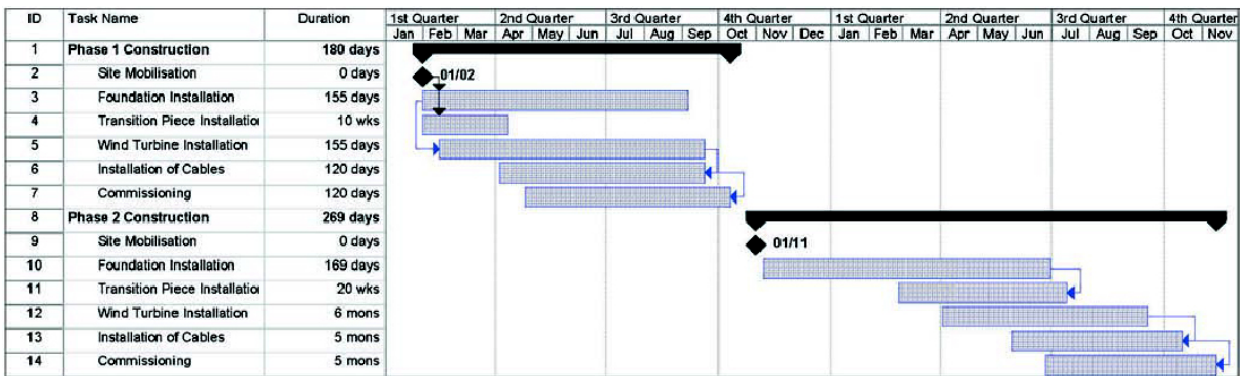 ID Task Name Duration 1st Quarter 2nd Quarter 3rd Quarter 4th Quarter 1st Quarter 2nd Quarter 3rd Quarter 4th Quarter
Jan Feb Mar Apr May Jun Jul Aug Sep Oct Nov Dec Jan Feb Mar Apr May Jun Jul Aug Sep Oct Nov
1 Phase 1 Construction 180 days
2 Site Mobilisation 0 days 01/02
3 Foundation Installation 155 days
4 Transition Piece Installatio 10 wks
5 Wind Turbine Installation 155 days
6 Installation of Cables 120 days
7 Commissioning 120 days
8 Phase 2 Construction 269 days
9 Site Mobilisation 0 days 01/11
10 Foundation Installation 169 days
11 Transition Piece Installatio 20 wks
12 Wind Turbine Installation 6 mons
13 Installation of Cables 5 mons
14 Commissioning 5 mons